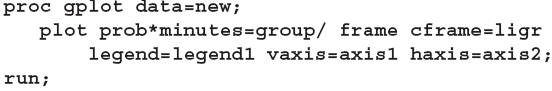 proc gplot data=new;
   plot prob*minutes=group/ frame cframe=ligr
       legend=legend1 vaxis=axis1 haxis=axis2;
run;